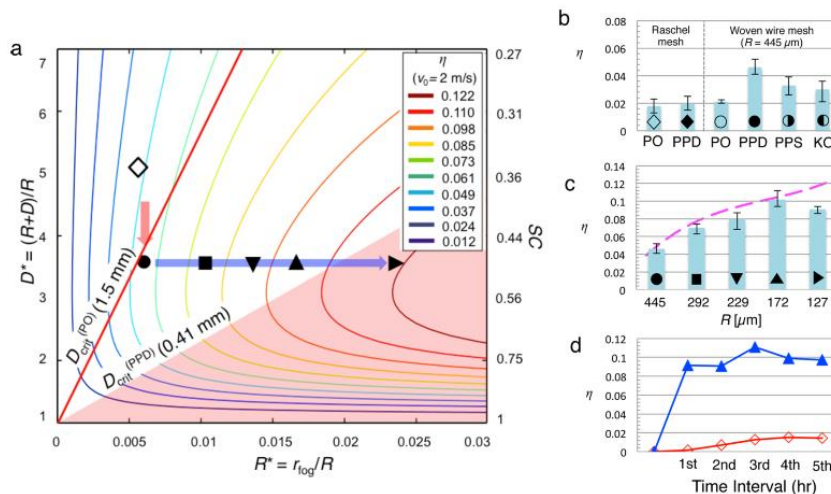 a
7
6
5
4
3
2
1
D* = (R+D)/R
0
0.005
0.01
0.015
0.02
0.025
0.03
R* = r_fog/R
0.27
0.31
0.36
0.44
0.56
0.75
1
SC
D_crit^(PO) (1.5 mm)
D_crit^(PPD) (0.41 mm)
η
(v₀= 2 m/s)
0.122
0.110
0.098
0.085
0.073
0.061
0.049
0.037
0.024
0.012
b
0.08
0.06
0.04
0.02
0
η
Raschel
mesh
Woven wire mesh
(R = 445 µm)
PO PPD PO PPD PPS KO
c
0.14
0.12
0.1
0.08
0.06
0.04
0.02
0
η
445 292 229 172 127
R [µm]
d
0.12
0.1
0.08
0.06
0.04
0.02
0
η
1st 2nd 3rd 4th 5th
Time Interval (hr)